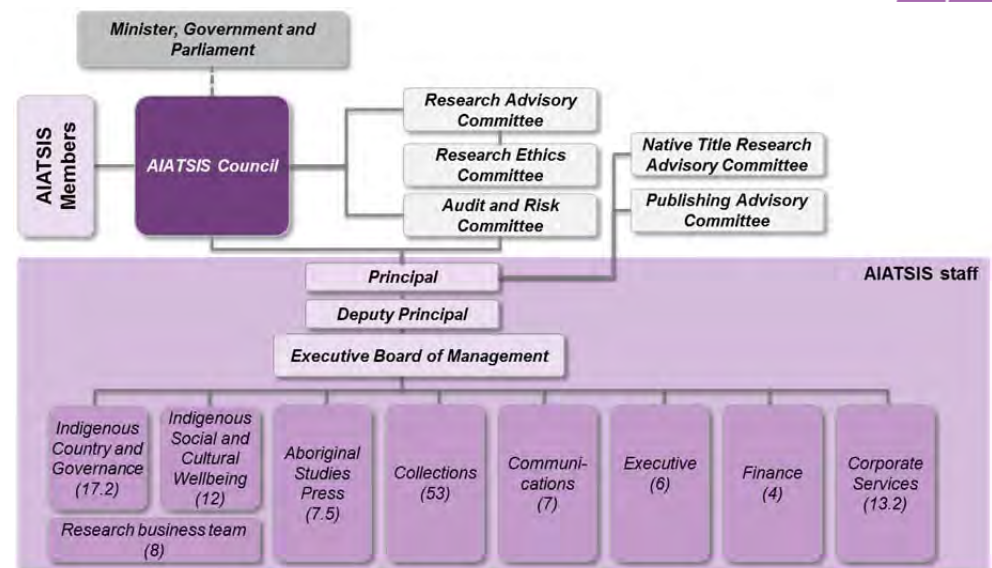 Minister, Government and
Parliament
AIATSIS
Members
AIATSIS Council
Research Advisory
Committee
Research Ethics
Committee
Audit and Risk
Committee
Native Title Research
Advisory Committee
Publishing Advisory
Committee
AIATSIS staff
Principal
Deputy Principal
Executive Board of Management
Indigenous
Country and
Governance
(17.2)
Indigenous
Social and
Cultural
Wellbeing
(12)
Research business team
(8)
Aboriginal
Studies
Press
(7.5)
Collections
(53)
Communi-
cations
(7)
Executive
(6)
Finance
(4)
Corporate
Services
(13.2)